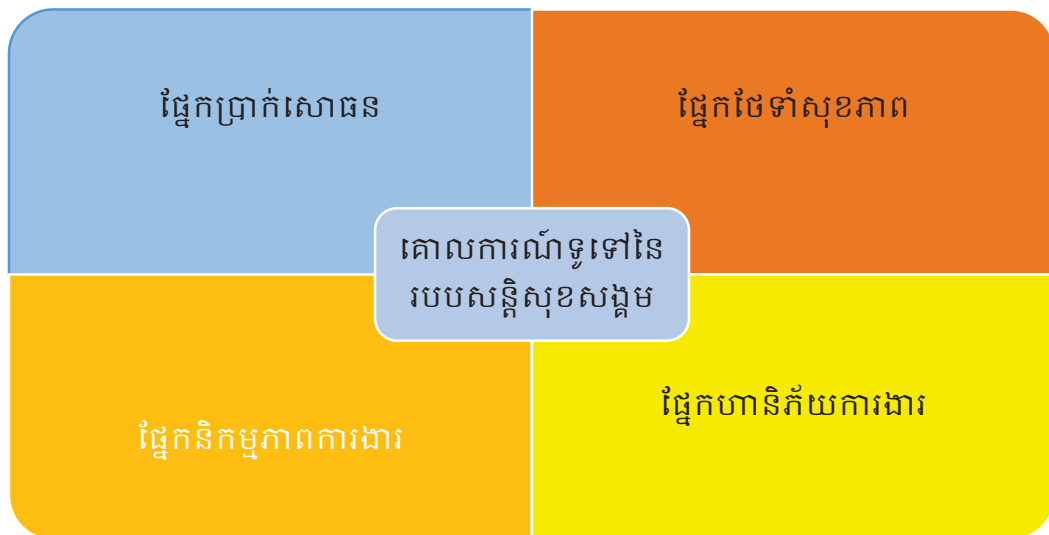 ផ្នែកប្រាក់សោធន
ផ្នែកថែទាំសុខភាព
គោលការណ៍ទូទៅនៃ
របបសន្តិសុខសង្គម
ផ្នែកនិកម្មភាពការងារ
ផ្នែកហានិភ័យការងារ